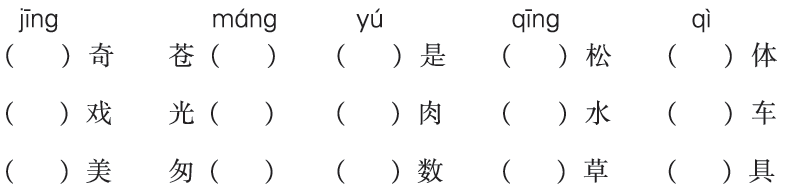 jīng máng yú qīng qì
（ ）奇 苍（ ） （ ）是 （ ）松 （ ）体
（ ）戏 光（ ） （ ）肉 （ ）水 （ ）车
（ ）美 匆（ ） （ ）数 （ ）草 （ ）具